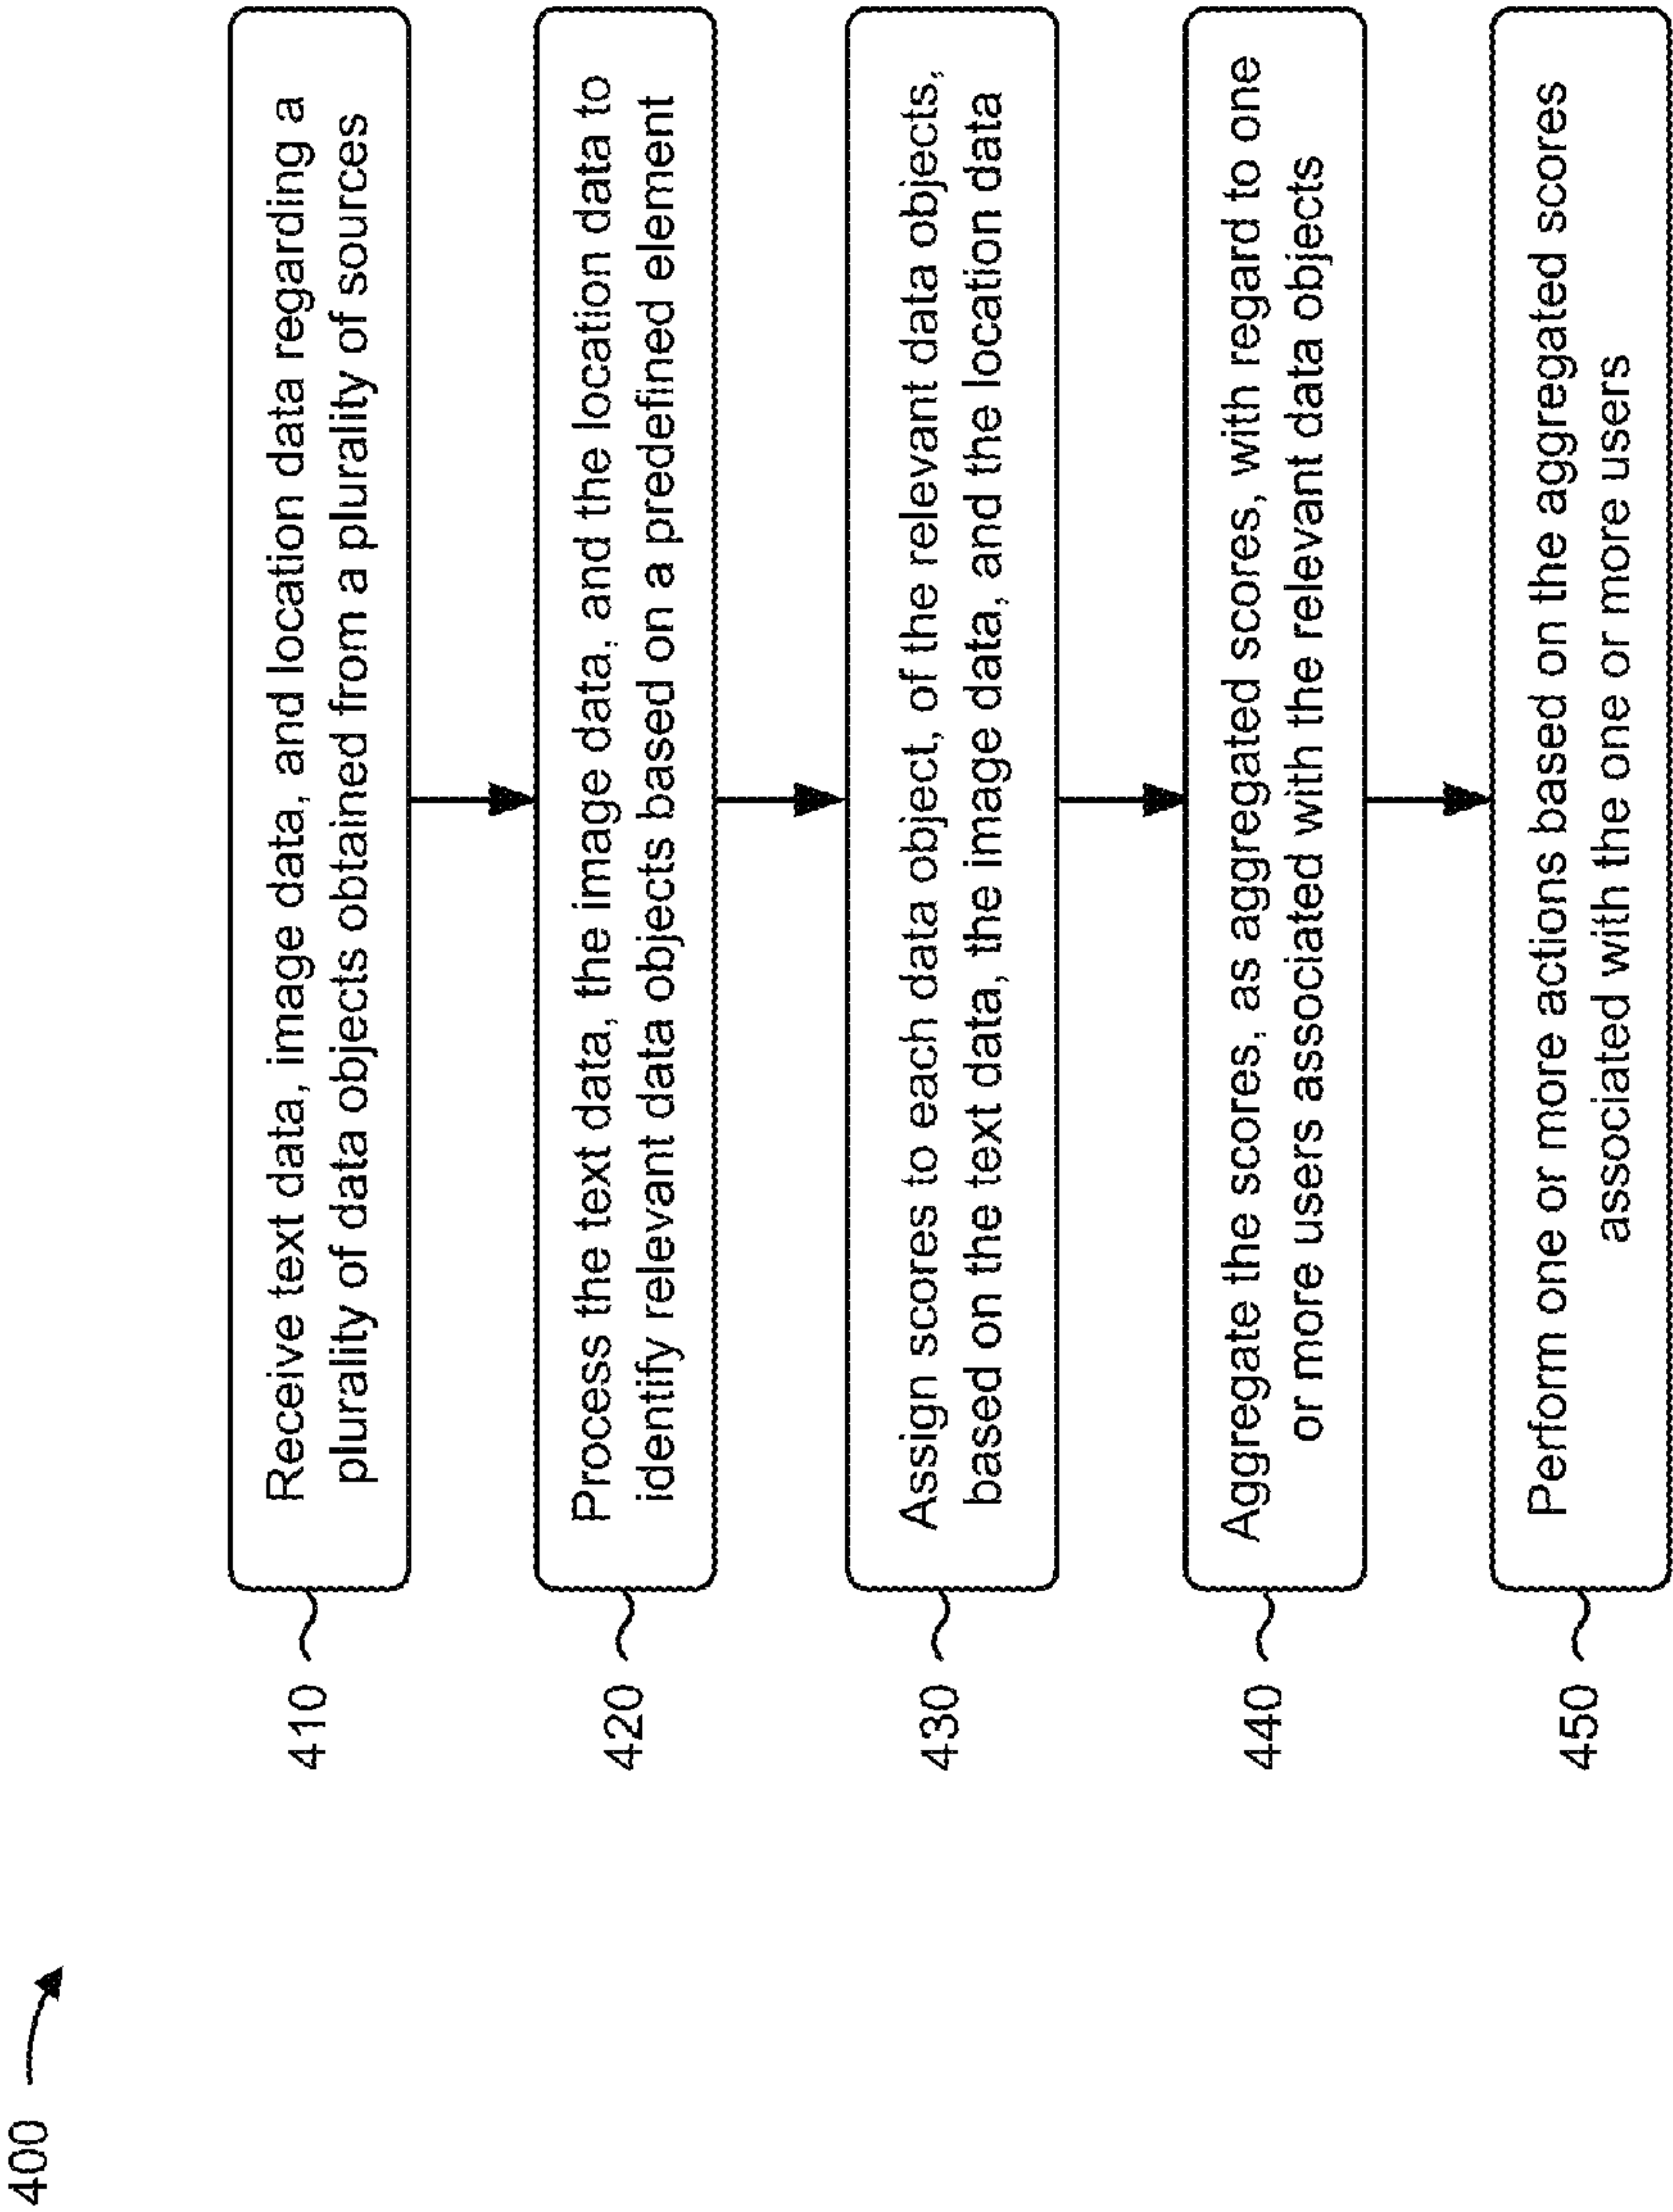 400
410
Receive text data, image data, and location data regarding a
plurality of data objects obtained from a plurality of sources
420
Process the text data, the image data, and the location data to
identify relevant data objects based on a predefined element
430
Assign scores to each data object, of the relevant data objects,
based on the text data, the image data, and the location data
440
Aggregate the scores, as aggregated scores, with regard to one
or more users associated with the relevant data objects
450
Perform one or more actions based on the aggregated scores
associated with the one or more users